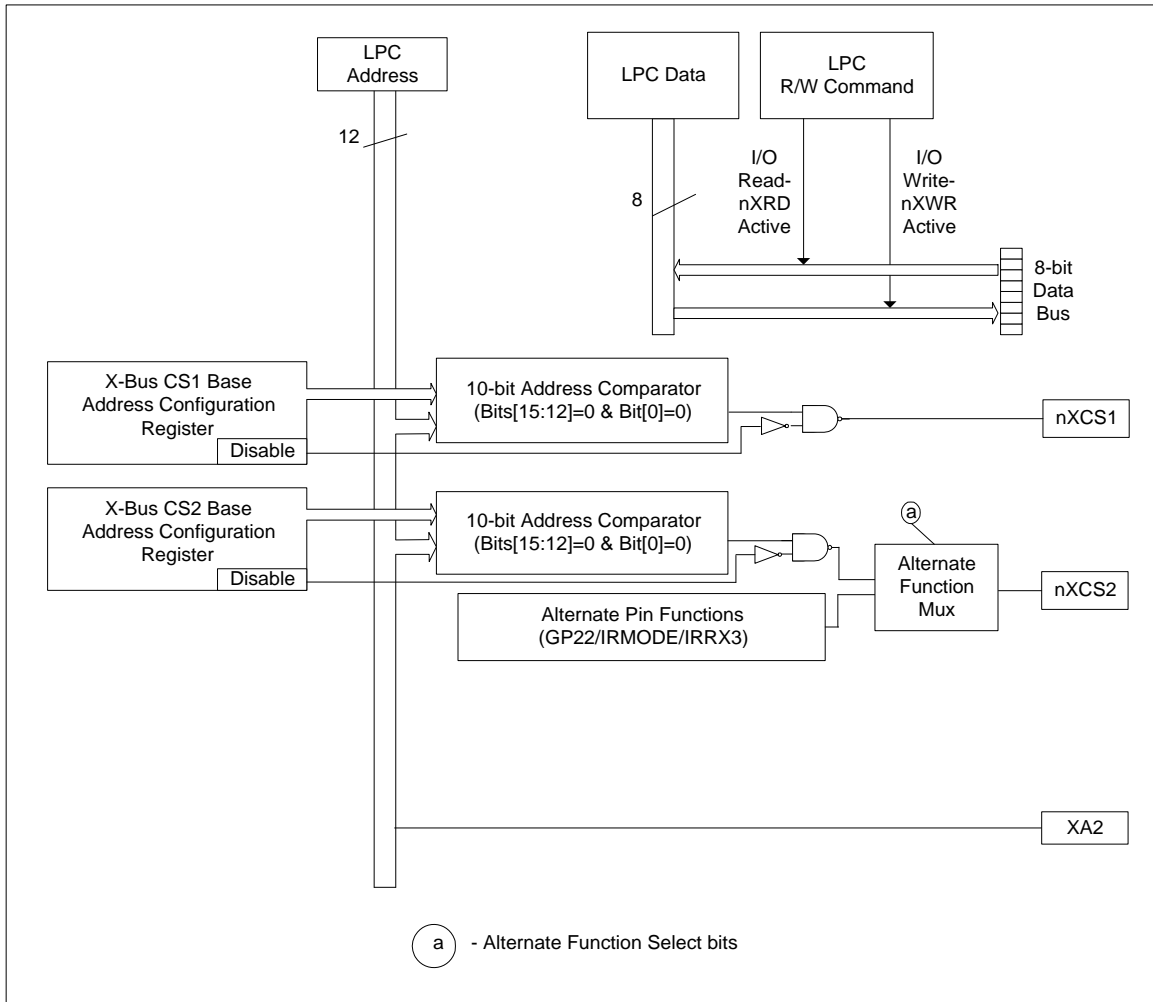 LPC
Address
LPC Data
LPC
R/W Command
12
8
I/O
Read-
nXRD
Active
I/O
Write-
nXWR
Active
8-bit
Data
Bus
X-Bus CS1 Base
Address Configuration
Register
Disable
10-bit Address Comparator
(Bits[15:12]=0 & Bit[0]=0)
nXCS1
X-Bus CS2 Base
Address Configuration
Register
Disable
10-bit Address Comparator
(Bits[15:12]=0 & Bit[0]=0)
a
Alternate
Function
Mux
nXCS2
Alternate Pin Functions
(GP22/IRMODE/IRRX3)
XA2
a - Alternate Function Select bits